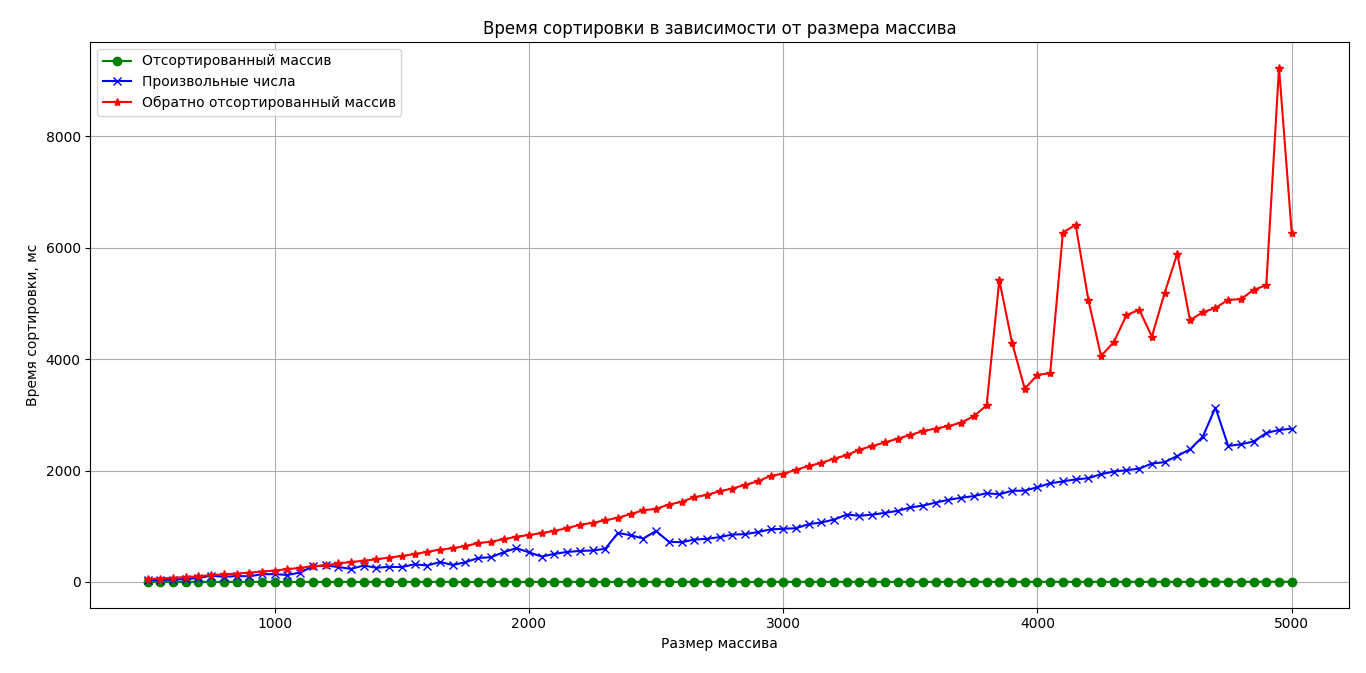 Время сортировки в зависимости от размера массива
Отсортированный массив
Произвольные числа
Обратно отсортированный массив
Время сортировки, мс
8000
6000
4000
2000
0
1000
2000
3000
4000
5000
Размер массива